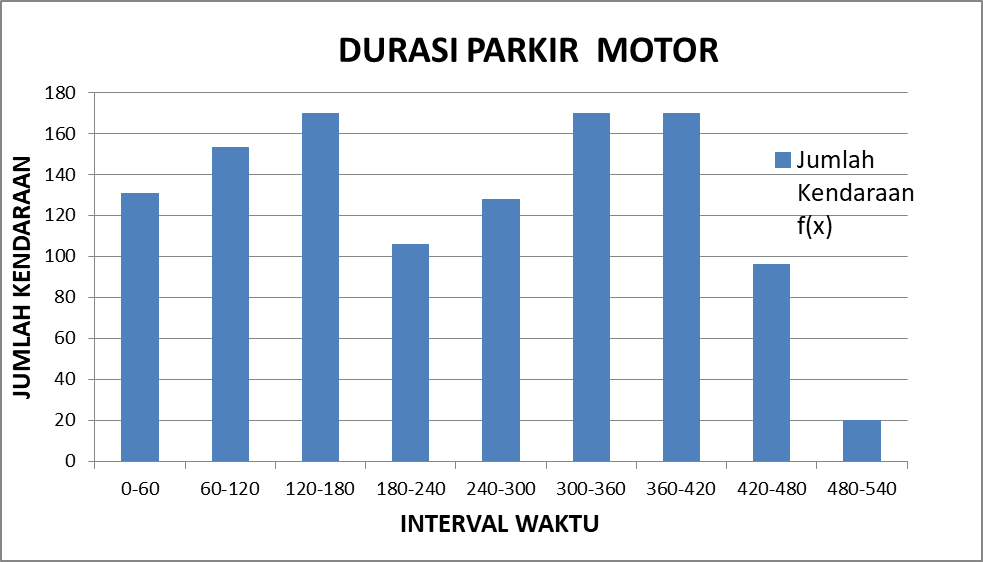 DURASI PARKIR  MOTOR
JUMLAH KENDARAAN
180
160
140
120
100
80
60
40
20
0
0-60 60-120 120-180 180-240 240-300 300-360 360-420 420-480 480-540
INTERVAL WAKTU
Jumlah
Kendaraan
f(x)